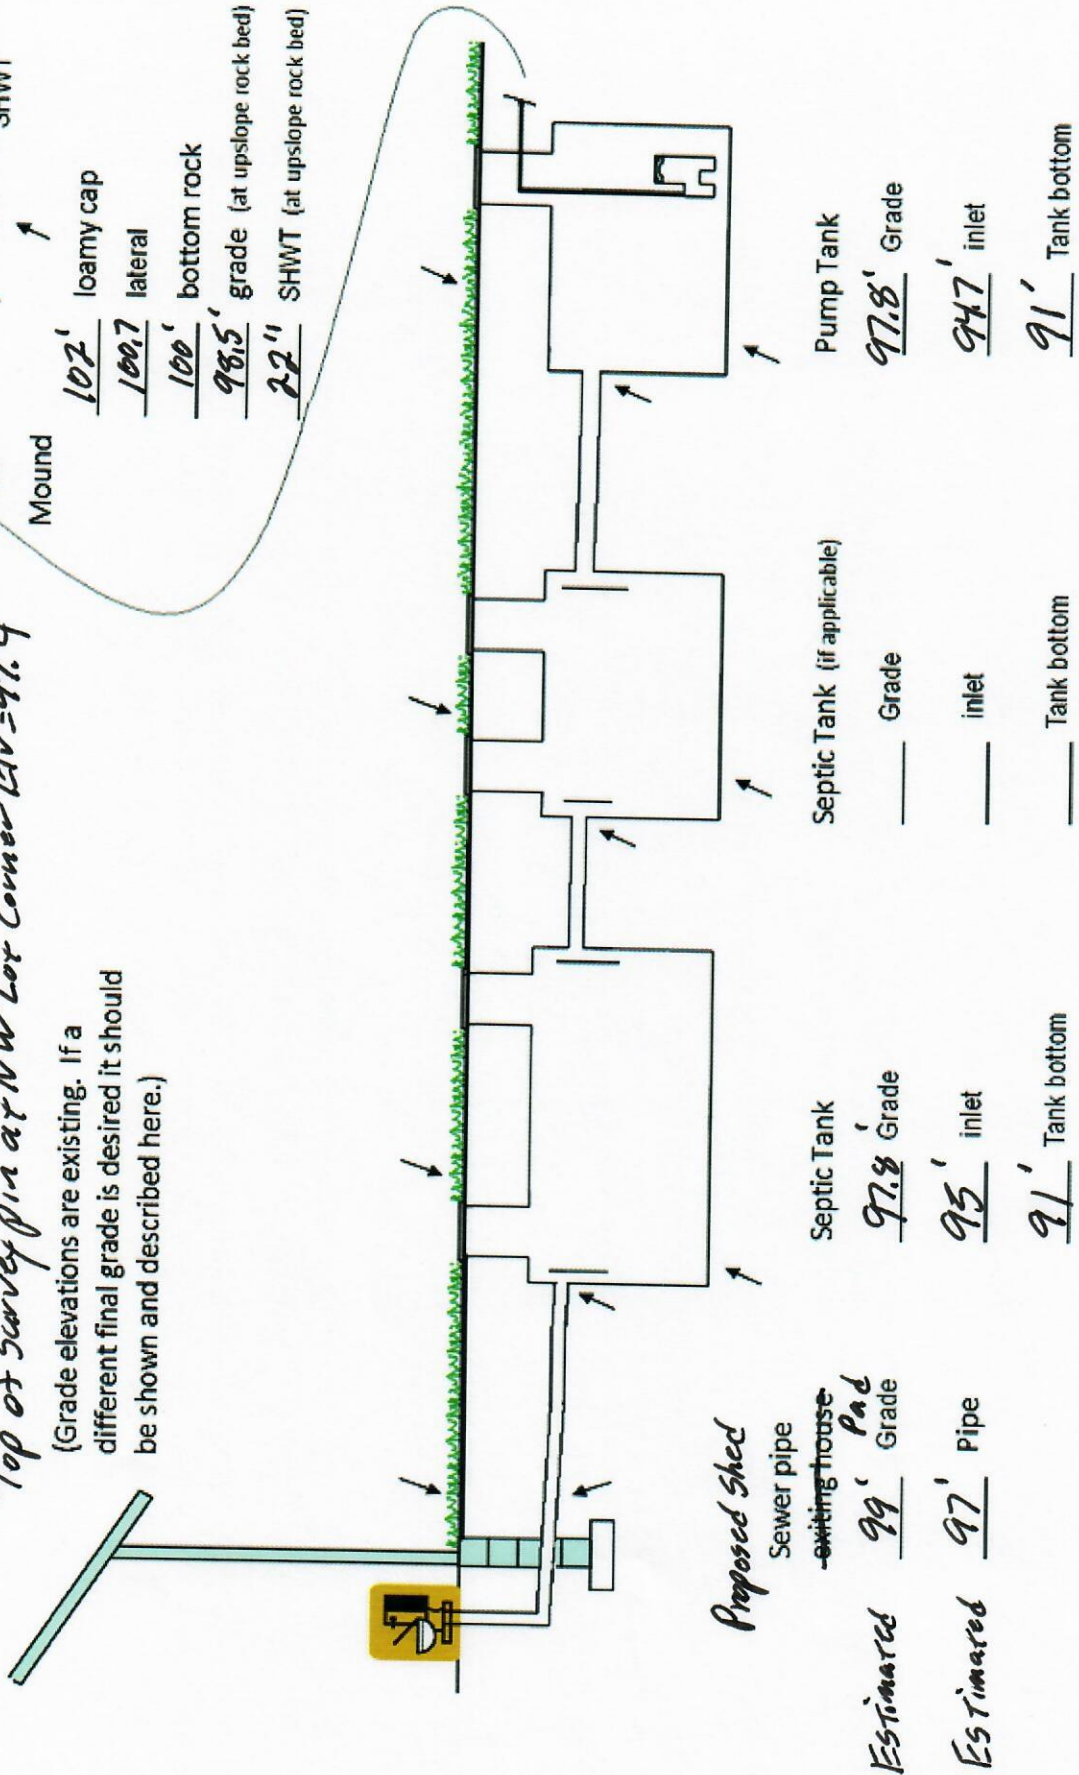 SHWT
Top of survey pin at NW Lot Corner Elv=97.9
(Grade elevations are existing. If a
different final grade is desired it should
be shown and described here.)
Mound
102' loamy cap
100.7 lateral
100' bottom rock
98.5' grade (at upslope rock bed)
22" SHWT (at upslope rock bed)
Proposed Shed
Sewer pipe
exiting house
Estimated 99' Pad Grade
Estimated 97' Pipe
Septic Tank
97.8' Grade
95' inlet
91' Tank bottom
Septic Tank (if applicable)
Grade
inlet
Tank bottom
Pump Tank
97.8' Grade
94.7' inlet
91' Tank bottom